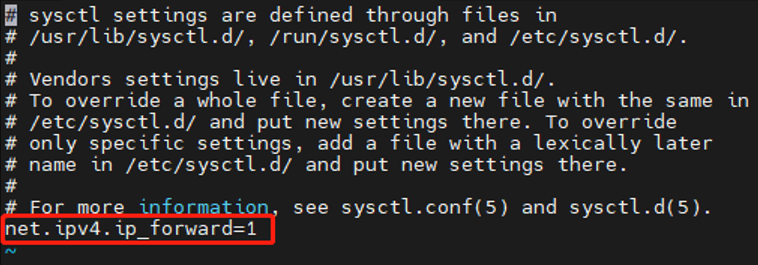 # sysctl settings are defined through files in
# /usr/lib/sysctl.d/, /run/sysctl.d/, and /etc/sysctl.d/.
#
# Vendors settings live in /usr/lib/sysctl.d/.
# To override a whole file, create a new file with the same in
# /etc/sysctl.d/ and put new settings there. To override
# only specific settings, add a file with a lexically later
# name in /etc/sysctl.d/ and put new settings there.
#
# For more information, see sysctl.conf(5) and sysctl.d(5).
net.ipv4.ip_forward=1
~